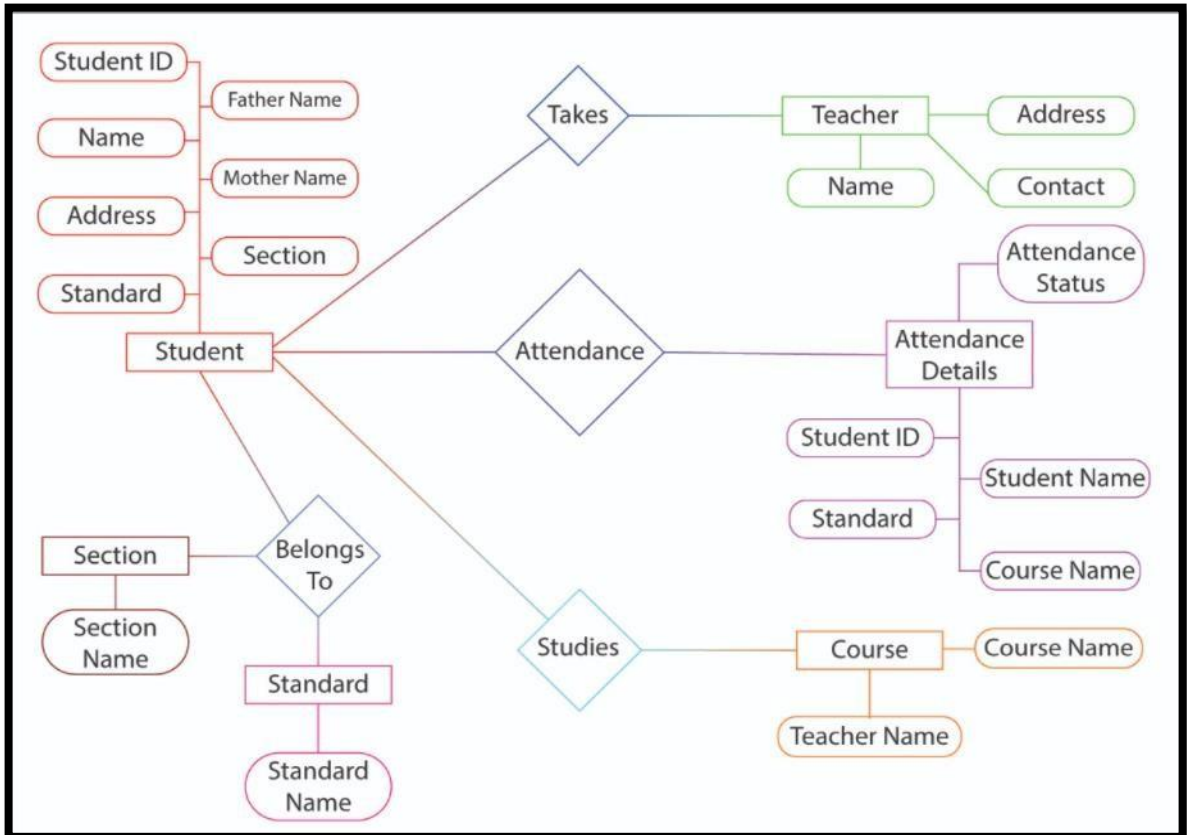 Student ID
Father Name
Name
Mother Name
Address
Section
Standard
Student
Takes
Teacher
Address
Name
Contact
Attendance
Attendance
Status
Attendance
Details
Student ID
Student Name
Standard
Course Name
Belongs
To
Section
Section
Name
Standard
Standard
Name
Studies
Course
Course Name
Teacher Name